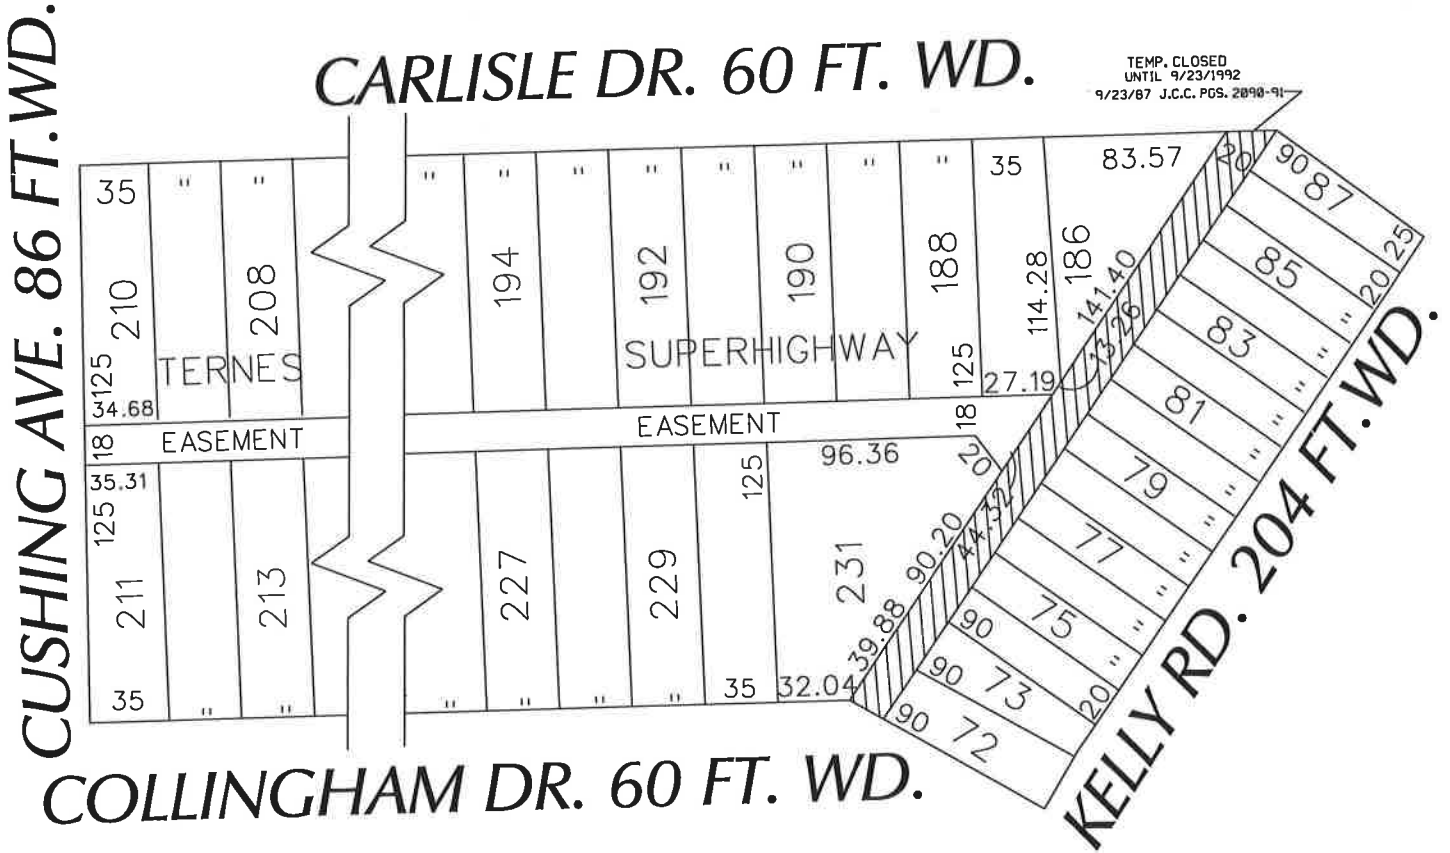 CARLISLE DR. 60 FT. WD.
TEMP. CLOSED
UNTIL 9/23/1992
9/23/87 J.C.C. PGS. 2090-91
CUSHING AVE. 86 FT.WD.
35 " " " " " " " " " " 35 83.57 20
210 208 194 192 190 188 186
114.28 141.40 13.26
TERNES SUPERHIGHWAY
125 125
34.68 27.19
18 EASEMENT EASEMENT 18
35.31 125 96.36 20
125
211 213 227 229 231
90.20 44.32
39.88
35 " " " " " " 35 32.04
90 87 25
85 20
83 "
81 "
79 "
77 "
75 "
90 73 20
90 72
90
"
"
"
KELLY RD. 204 FT.WD.
COLLINGHAM DR. 60 FT. WD.